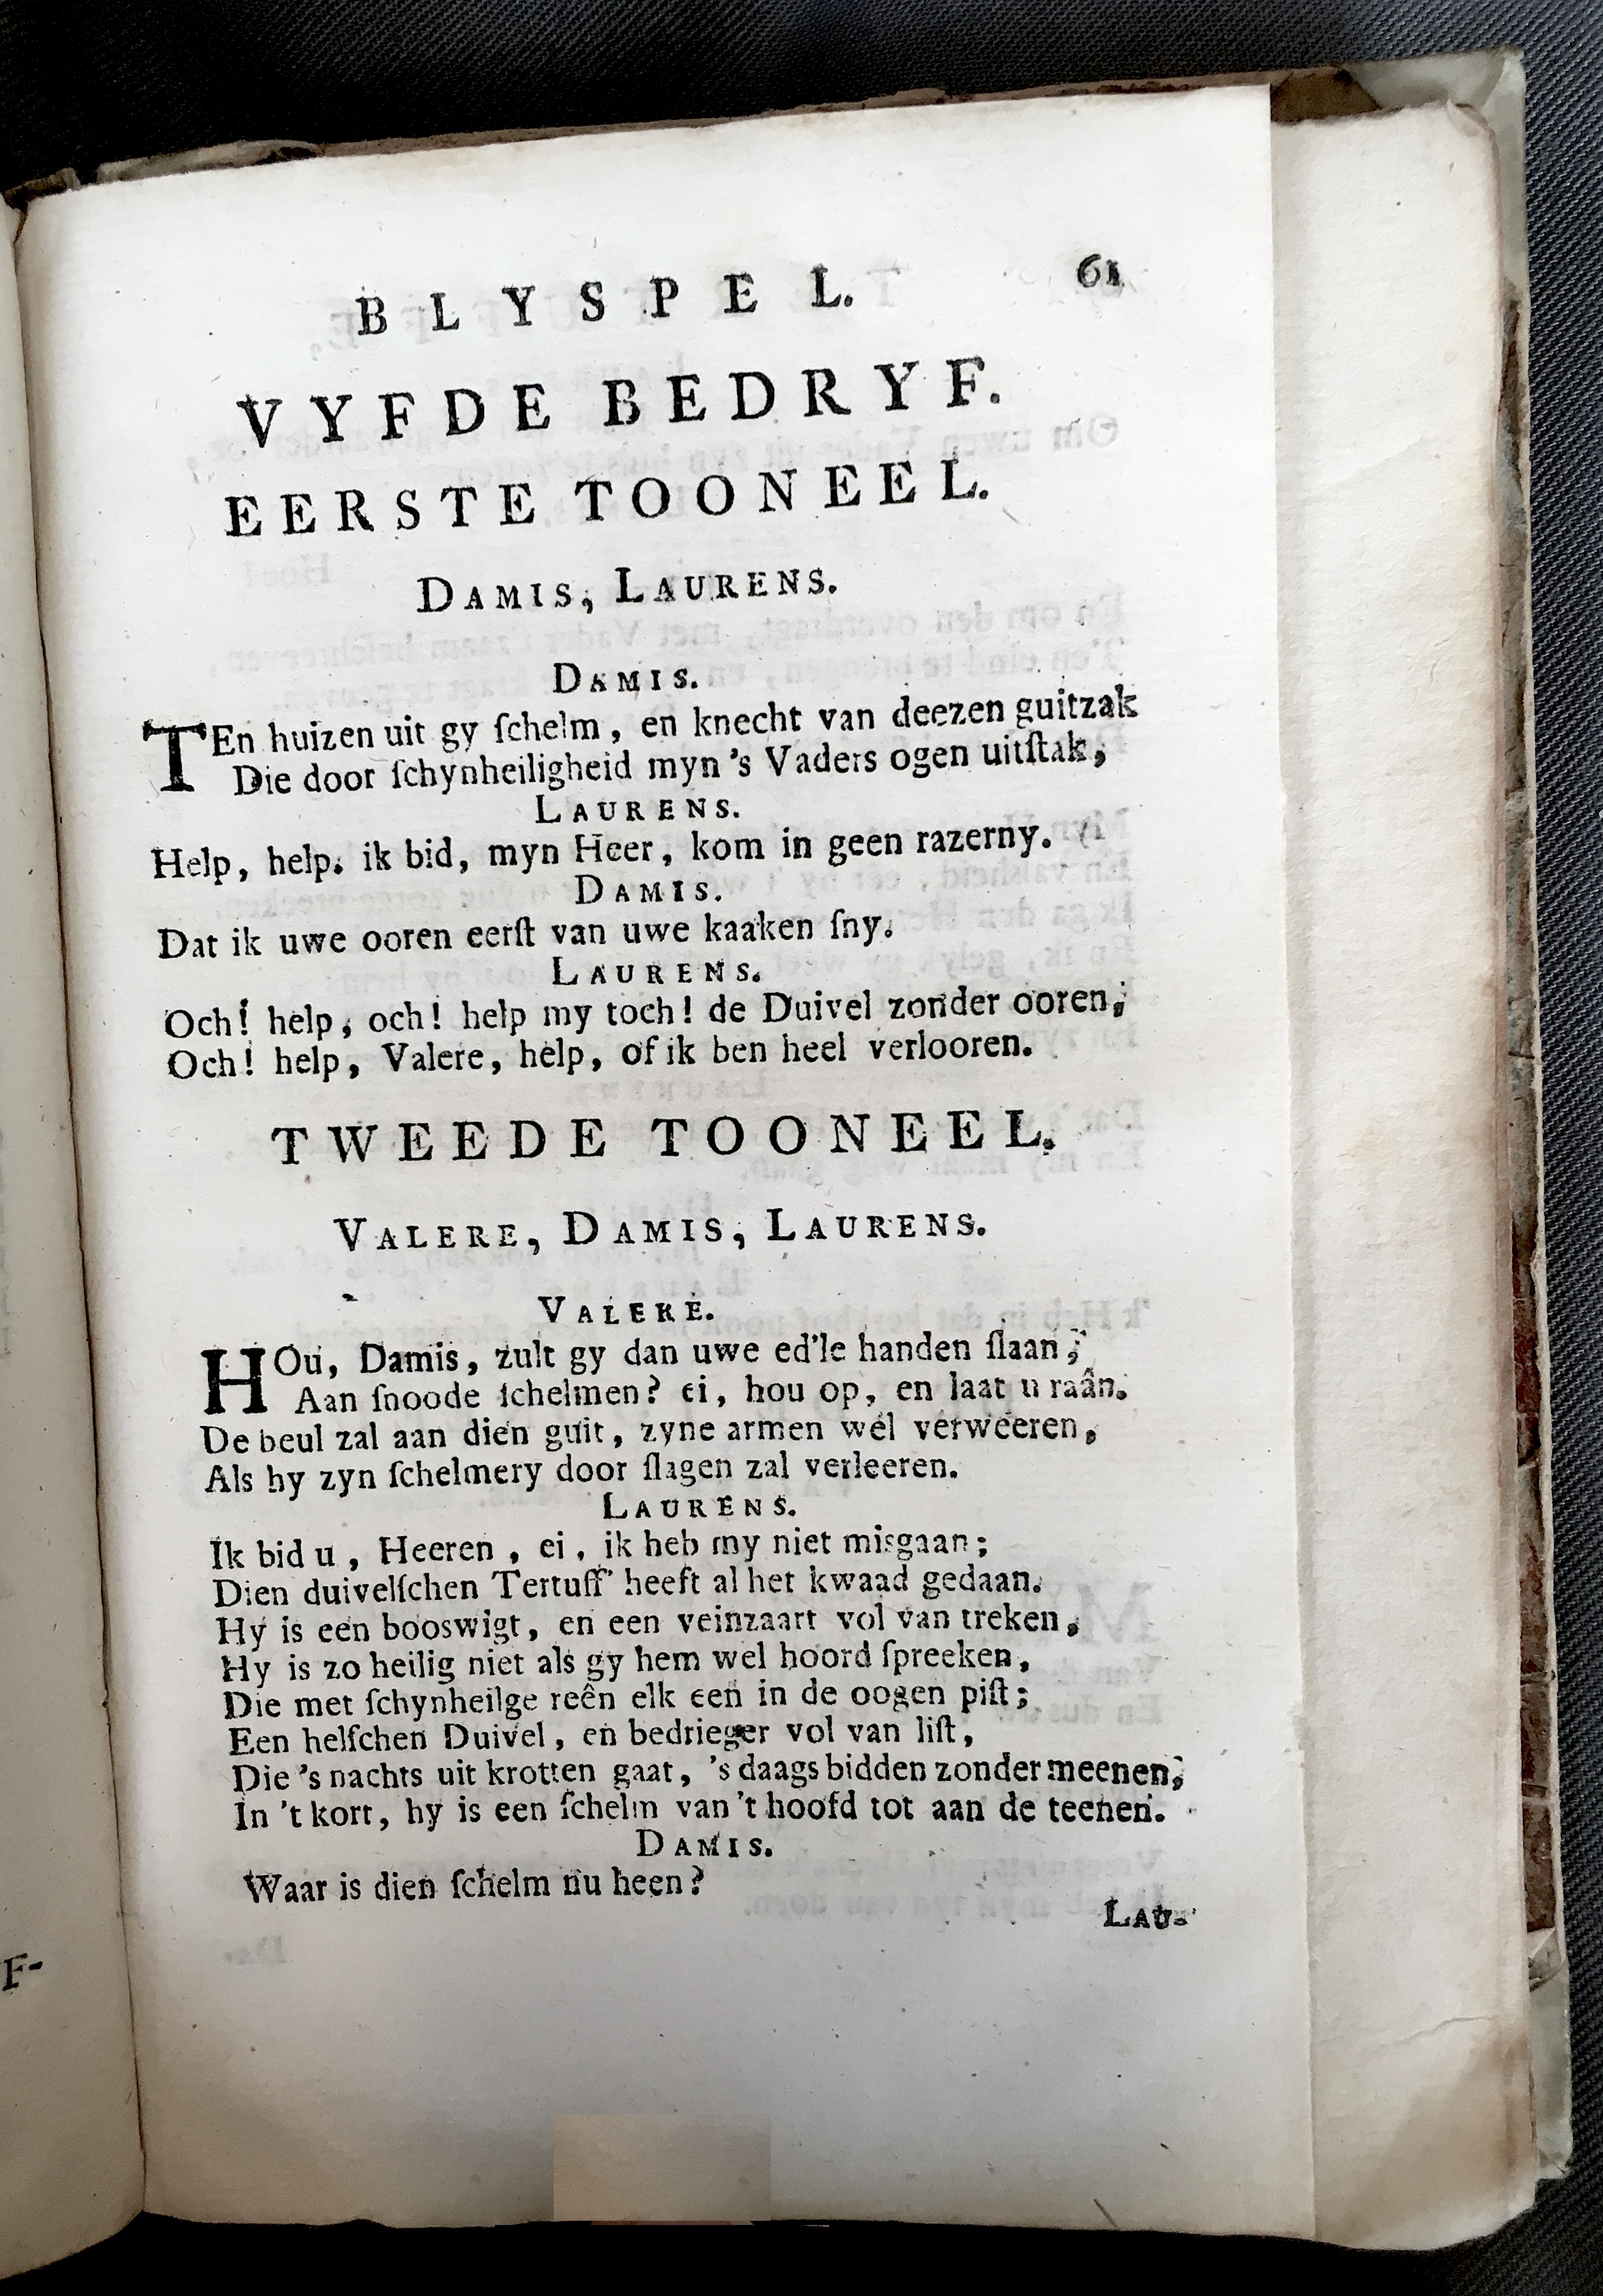 BLYSPEL. 61
VYFDE BEDRYF.
EERSTE TOONEEL.
DAMIS, LAURENS.
DAMIS.
TEn huizen uit gy ſchelm, en knecht van deezen guitzak
Die door ſchynheiligheid myn 's Vaders ogen uitſtak,
LAURENS.
Help, help. ik bid, myn Heer, kom in geen razerny.
DAMIS.
Dat ik uwe ooren eerſt van uwe kaaken ſny.
LAURENS.
Och! help, och! help my toch! de Duivel zonder ooren,
Och! help, Valere, help, of ik ben heel verlooren.
TWEEDE TOONEEL.
VALERE, DAMIS, LAURENS.
VALERE.
HOu, Damis, zult gy dan uwe ed'le handen ſlaan,
Aan ſnoode ſchelmen? ei, hou op, en laat u raân.
De beul zal aan dien guit, zyne armen wel verweeren,
Als hy zyn ſchelmery door ſlagen zal verleeren.
LAURENS.
Ik bid u, Heeren, ei, ik heb my niet misgaan;
Dien duivelſchen Tertuff' heeft al het kwaad gedaan.
Hy is een booswigt, en een veinzaart vol van treken,
Hy is zo heilig niet als gy hem wel hoord ſpreeken,
Die met ſchynheilge reên elk een in de oogen piſt;
Een helſchen Duivel, en bedrieger vol van liſt,
Die 's nachts uit krotten gaat, 's daags bidden zonder meenen,
In 't kort, hy is een ſchelm van 't hoofd tot aan de teenen.
DAMIS.
Waar is dien ſchelm nu heen?
LAU-
F-